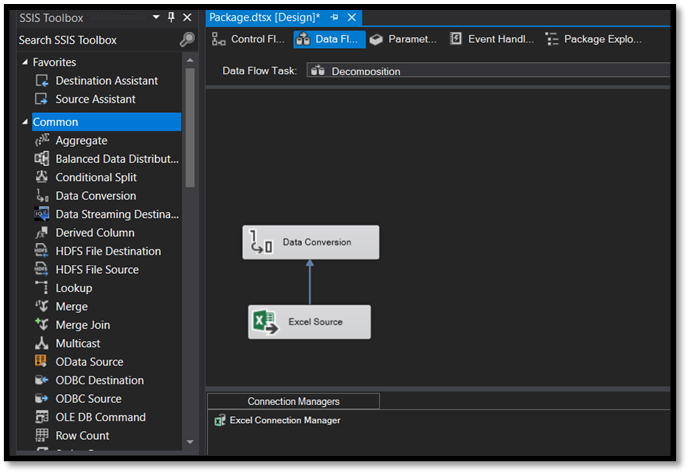 SSIS Toolbox
Search SSIS Toolbox
Favorites
Destination Assistant
Source Assistant
Common
Aggregate
Balanced Data Distribut...
Conditional Split
Data Conversion
Data Streaming Destina...
Derived Column
HDFS File Destination
HDFS File Source
Lookup
Merge
Merge Join
Multicast
OData Source
ODBC Destination
ODBC Source
OLE DB Command
Row Count
Package.dtsx [Design]*
Control Fl... Data Fl... Paramet... Event Handl... Package Explo...
Data Flow Task: Decomposition
Data Conversion
Excel Source
Connection Managers
Excel Connection Manager